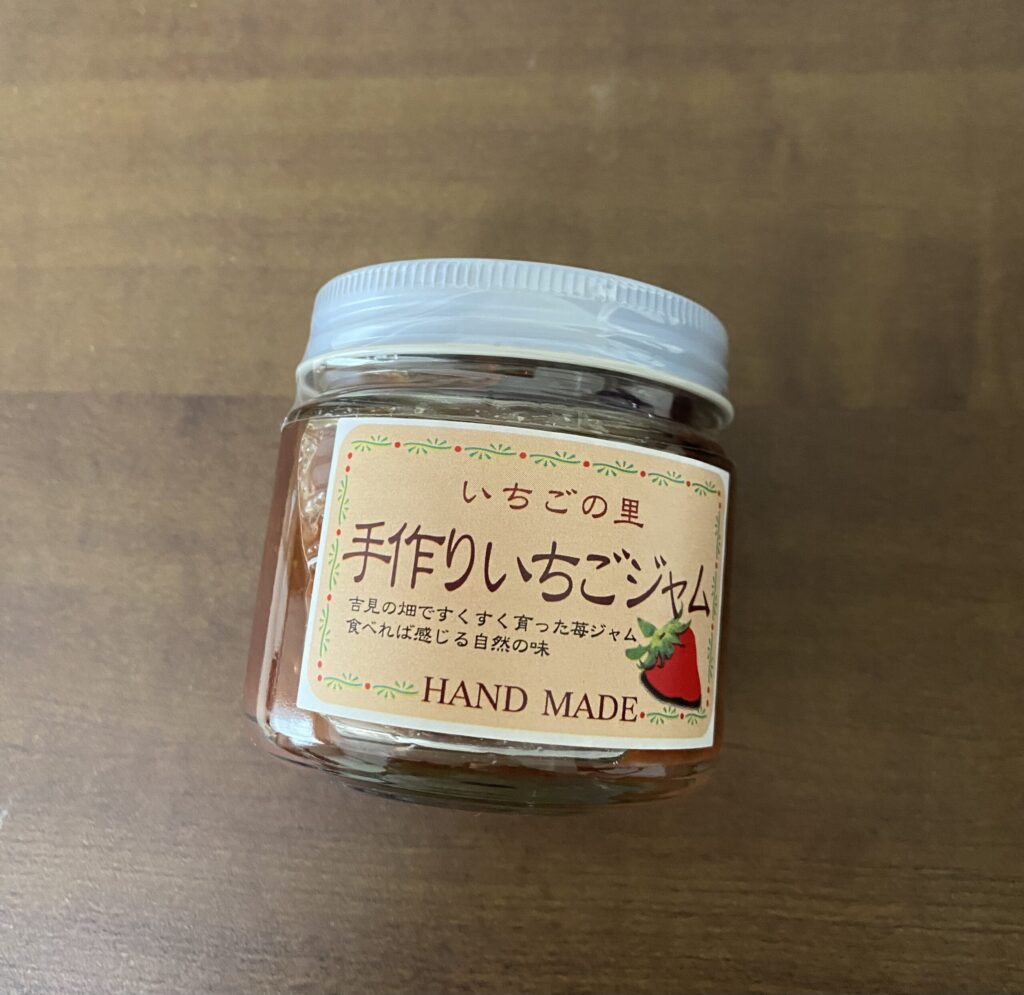 いちごの里
手作りいちごジャム
吉見の畑ですくすく育った苺ジャム
食べれば感じる自然の味
HAND MADE